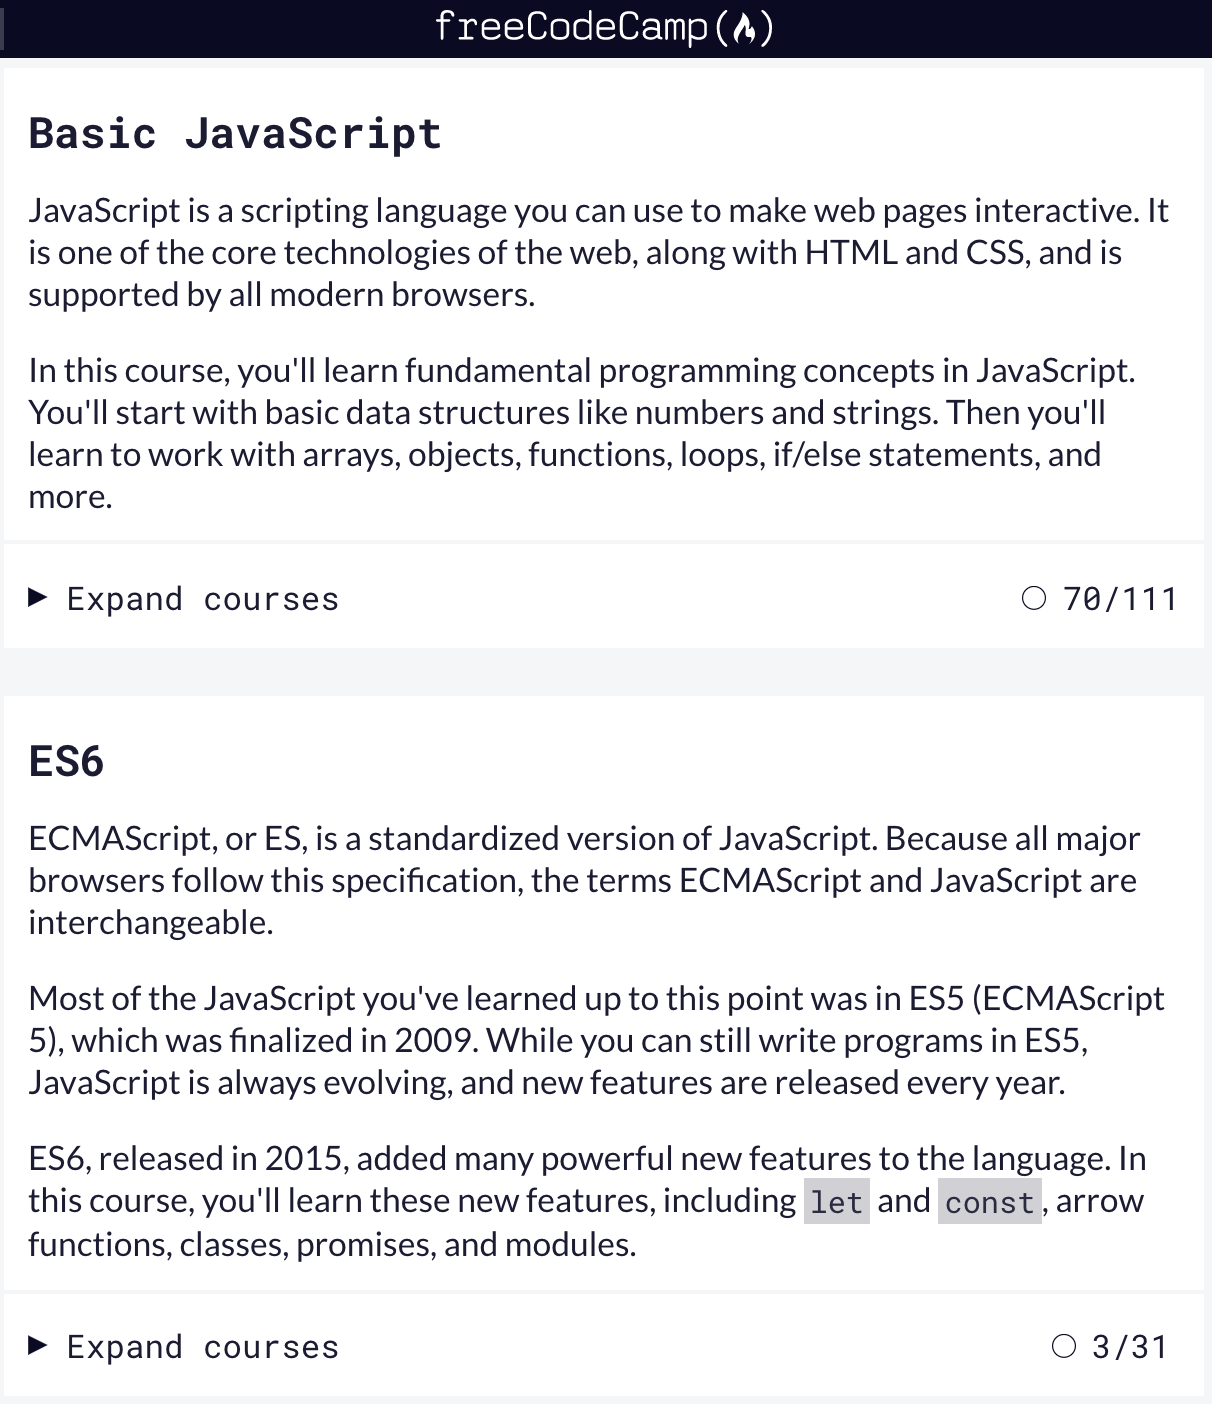 freeCodeCamp(🔥)
Basic JavaScript
JavaScript is a scripting language you can use to make web pages interactive. It
is one of the core technologies of the web, along with HTML and CSS, and is
supported by all modern browsers.
In this course, you'll learn fundamental programming concepts in JavaScript.
You'll start with basic data structures like numbers and strings. Then you'll
learn to work with arrays, objects, functions, loops, if/else statements, and
more.
Expand courses 70/111
ES6
ECMAScript, or ES, is a standardized version of JavaScript. Because all major
browsers follow this specification, the terms ECMAScript and JavaScript are
interchangeable.
Most of the JavaScript you've learned up to this point was in ES5 (ECMAScript
5), which was finalized in 2009. While you can still write programs in ES5,
JavaScript is always evolving, and new features are released every year.
ES6, released in 2015, added many powerful new features to the language. In
this course, you'll learn these new features, including let and const, arrow
functions, classes, promises, and modules.
Expand courses 3/31